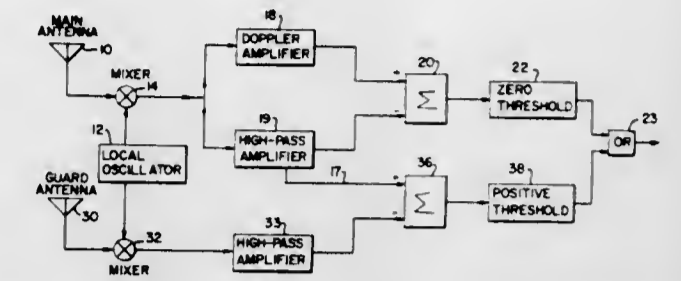 MAIN
ANTENNA
10
MIXER
14
12
LOCAL
OSCILLATOR
GUARD
ANTENNA
30
32
MIXER
18
DOPPLER
AMPLIFIER
19
HIGH-PASS
AMPLIFIER
17
33
HIGH-PASS
AMPLIFIER
+
20
Σ
-
+
36
Σ
-
22
ZERO
THRESHOLD
38
POSITIVE
THRESHOLD
23
OR